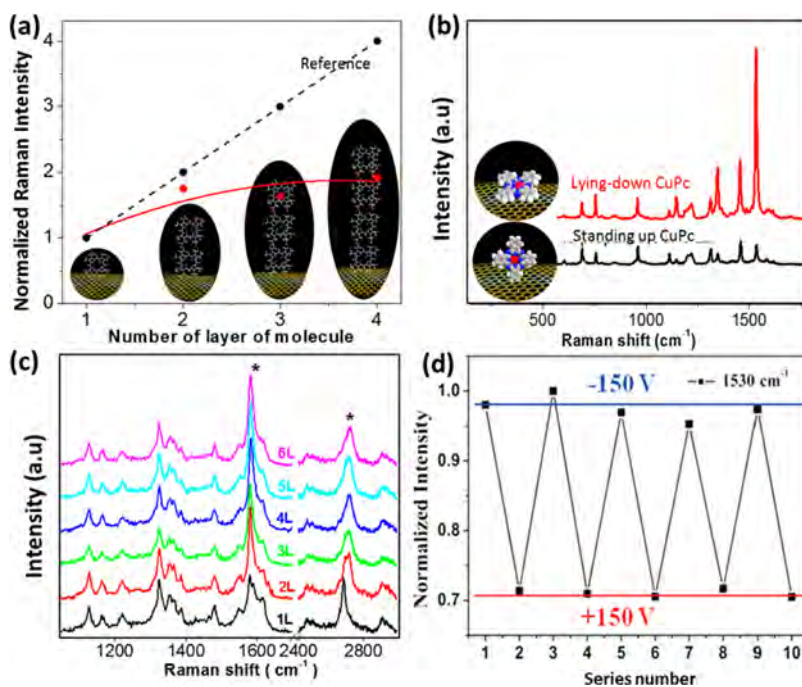 (a)
Normalized Raman Intensity
4
3
2
1
0
Reference
1 2 3 4
Number of layer of molecule
(b)
Intensity (a.u)
Lying-down CuPc
Standing up CuPc
500 1000 1500
Raman shift (cm⁻¹)
(c)
Intensity (a.u)
* *
6L
5L
4L
3L
2L
1L
1200 1600 2400 2800
Raman shift ( cm⁻¹)
(d)
Normalized Intensity
1.0
0.9
0.8
0.7
-150 V
1530 cm⁻¹
+150 V
1 2 3 4 5 6 7 8 9 10
Series number